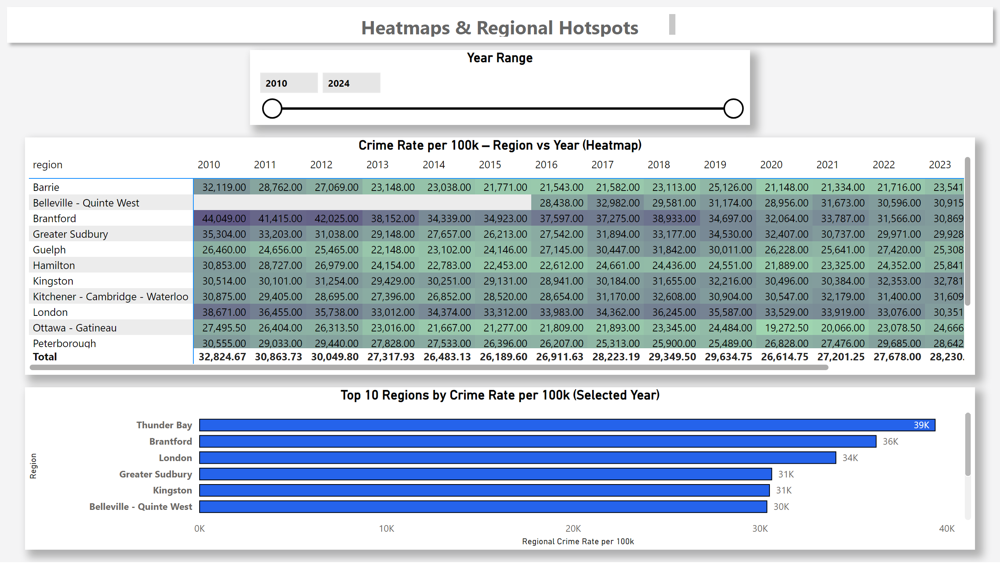 Heatmaps & Regional Hotspots
Year Range
2010 2024
Crime Rate per 100k – Region vs Year (Heatmap)
region 2010 2011 2012 2013 2014 2015 2016 2017 2018 2019 2020 2021 2022 2023
Barrie 32,119.00 28,762.00 27,069.00 23,148.00 23,038.00 21,771.00 21,543.00 21,582.00 23,113.00 25,126.00 21,148.00 21,334.00 21,716.00 23,541
Belleville - Quinte West 28,438.00 32,982.00 29,581.00 31,174.00 28,956.00 31,673.00 30,596.00 30,915
Brantford 44,049.00 41,415.00 42,025.00 38,152.00 34,339.00 34,923.00 37,597.00 37,275.00 38,933.00 34,697.00 32,064.00 33,787.00 31,566.00 30,869
Greater Sudbury 35,304.00 33,203.00 31,038.00 29,148.00 27,657.00 26,213.00 27,542.00 31,894.00 33,177.00 34,530.00 32,407.00 30,737.00 29,971.00 29,928
Guelph 26,460.00 24,656.00 25,465.00 22,148.00 23,102.00 24,146.00 27,145.00 30,447.00 31,842.00 30,011.00 26,228.00 25,641.00 27,420.00 25,308
Hamilton 30,853.00 28,727.00 26,979.00 24,154.00 22,783.00 22,453.00 22,612.00 24,661.00 24,436.00 24,551.00 21,889.00 23,325.00 24,352.00 25,841
Kingston 30,514.00 30,101.00 31,254.00 29,429.00 30,251.00 29,131.00 28,941.00 30,184.00 31,655.00 32,216.00 30,496.00 30,384.00 32,353.00 32,781
Kitchener - Cambridge - Waterloo 30,875.00 29,405.00 28,695.00 27,396.00 26,852.00 28,520.00 28,654.00 31,170.00 32,608.00 30,904.00 30,547.00 32,179.00 31,400.00 31,609
London 38,671.00 36,455.00 35,738.00 33,012.00 34,374.00 33,312.00 33,983.00 34,362.00 36,245.00 35,587.00 33,529.00 33,919.00 33,076.00 30,351
Ottawa - Gatineau 27,495.50 26,404.00 26,313.50 23,016.00 21,667.00 21,277.00 21,809.00 21,893.00 23,345.00 24,484.00 19,272.50 20,066.00 23,078.50 24,666
Peterborough 30,555.00 29,033.00 29,440.00 27,828.00 27,533.00 26,396.00 26,207.00 25,313.00 25,900.00 25,489.00 26,828.00 27,476.00 29,685.00 28,642
Total 32,824.67 30,863.73 30,049.80 27,317.93 26,483.13 26,189.60 26,911.63 28,223.19 29,349.50 29,634.75 26,614.75 27,201.25 27,678.00 28,230.
Top 10 Regions by Crime Rate per 100k (Selected Year)
Region
Thunder Bay 39K
Brantford 36K
London 34K
Greater Sudbury 31K
Kingston 31K
Belleville - Quinte West 30K
0K 10K 20K 30K 40K
Regional Crime Rate per 100k